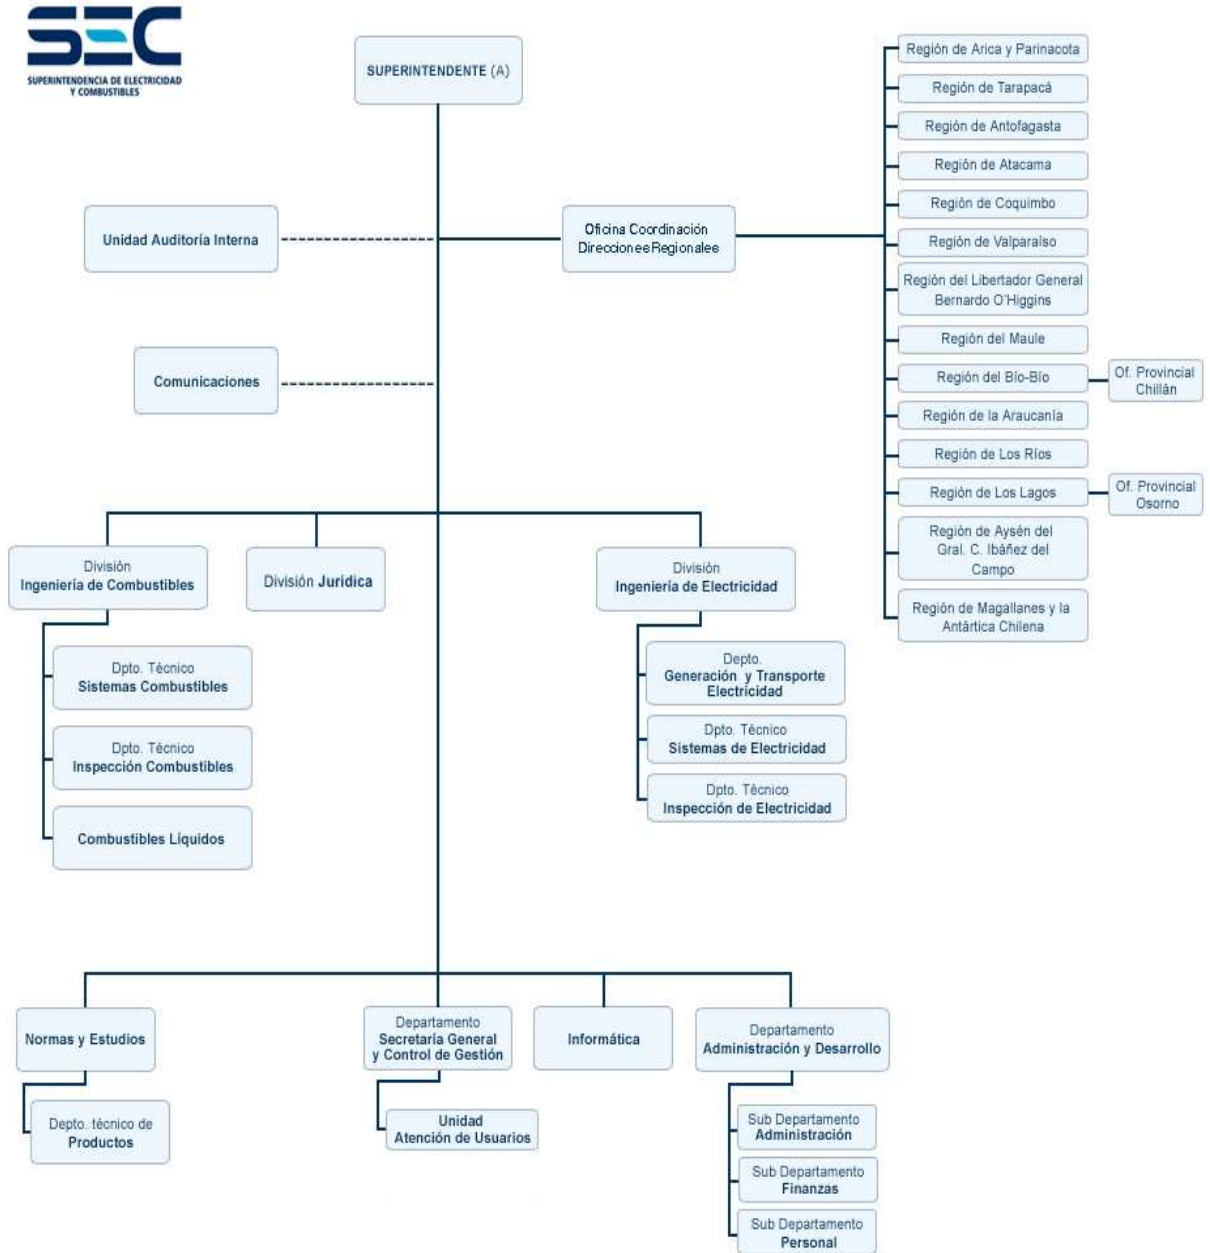 SEC
SUPERINTENDENCIA DE ELECTRICIDAD
Y COMBUSTIBLES
SUPERINTENDENTE (A)
Unidad Auditoría Interna
Oficina Coordinación
Direcciones Regionales
Comunicaciones
Región de Arica y Parinacota
Región de Tarapacá
Región de Antofagasta
Región de Atacama
Región de Coquimbo
Región de Valparaíso
Región del Libertador General
Bernardo O'Higgins
Región del Maule
Región del Bío-Bío
Of. Provincial
Chillán
Región de la Araucanía
Región de Los Ríos
Región de Los Lagos
Of. Provincial
Osorno
Región de Aysén del
Gral. C. Ibáñez del
Campo
Región de Magallanes y la
Antártica Chilena
División
Ingeniería de Combustibles
División Jurídica
División
Ingeniería de Electricidad
Dpto. Técnico
Sistemas Combustibles
Dpto. Técnico
Inspección Combustibles
Combustibles Líquidos
Depto.
Generación y Transporte
Electricidad
Dpto. Técnico
Sistemas de Electricidad
Dpto. Técnico
Inspección de Electricidad
Normas y Estudios
Departamento
Secretaría General
y Control de Gestión
Informática
Departamento
Administración y Desarrollo
Depto. técnico de
Productos
Unidad
Atención de Usuarios
Sub Departamento
Administración
Sub Departamento
Finanzas
Sub Departamento
Personal